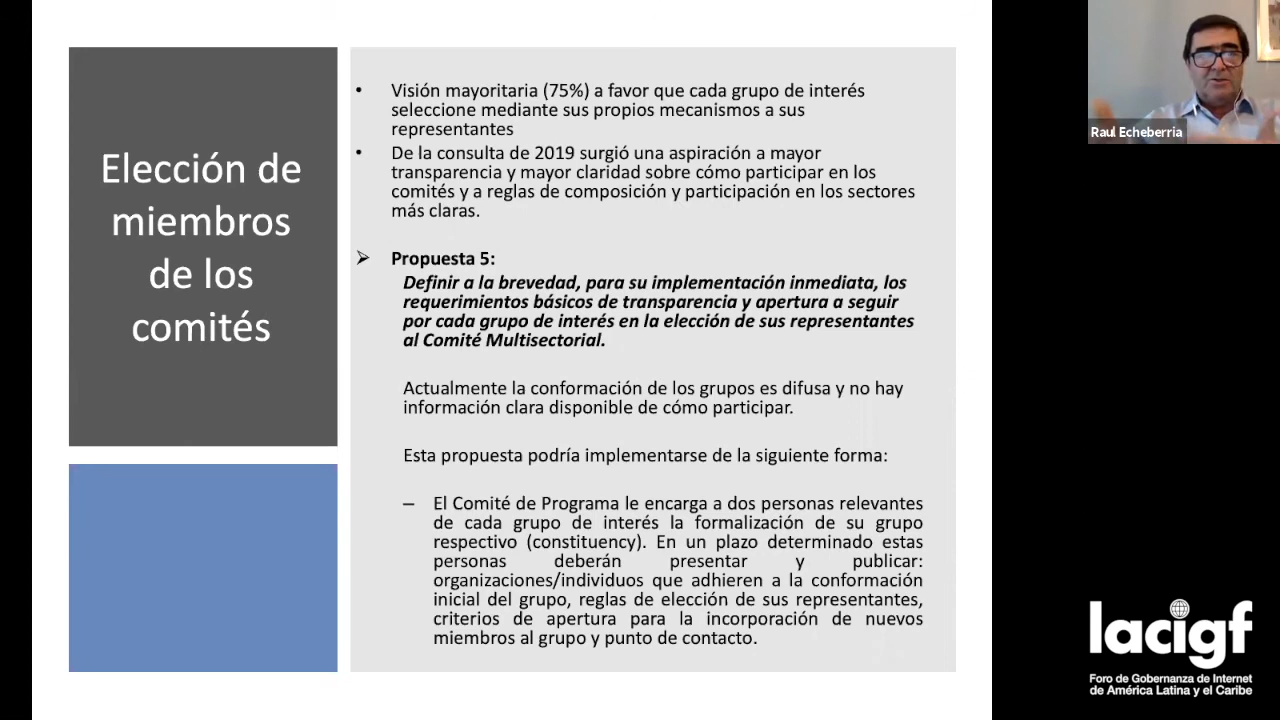 Elección de
miembros
de los
comités
• Visión mayoritaria (75%) a favor que cada grupo de interés
seleccione mediante sus propios mecanismos a sus
representantes
• De la consulta de 2019 surgió una aspiración a mayor
transparencia y mayor claridad sobre cómo participar en los
comités y a reglas de composición y participación en los sectores
más claras.
➢ Propuesta 5:
Definir a la brevedad, para su implementación inmediata, los
requerimientos básicos de transparencia y apertura a seguir
por cada grupo de interés en la elección de sus representantes
al Comité Multisectorial.
Actualmente la conformación de los grupos es difusa y no hay
información clara disponible de cómo participar.
Esta propuesta podría implementarse de la siguiente forma:
– El Comité de Programa le encarga a dos personas relevantes
de cada grupo de interés la formalización de su grupo
respectivo (constituency). En un plazo determinado estas
personas deberán presentar y publicar:
organizaciones/individuos que adhieren a la conformación
inicial del grupo, reglas de elección de sus representantes,
criterios de apertura para la incorporación de nuevos
miembros al grupo y punto de contacto.
Raul Echeberria
lacigf
Foro de Gobernanza de Internet
de América Latina y el Caribe